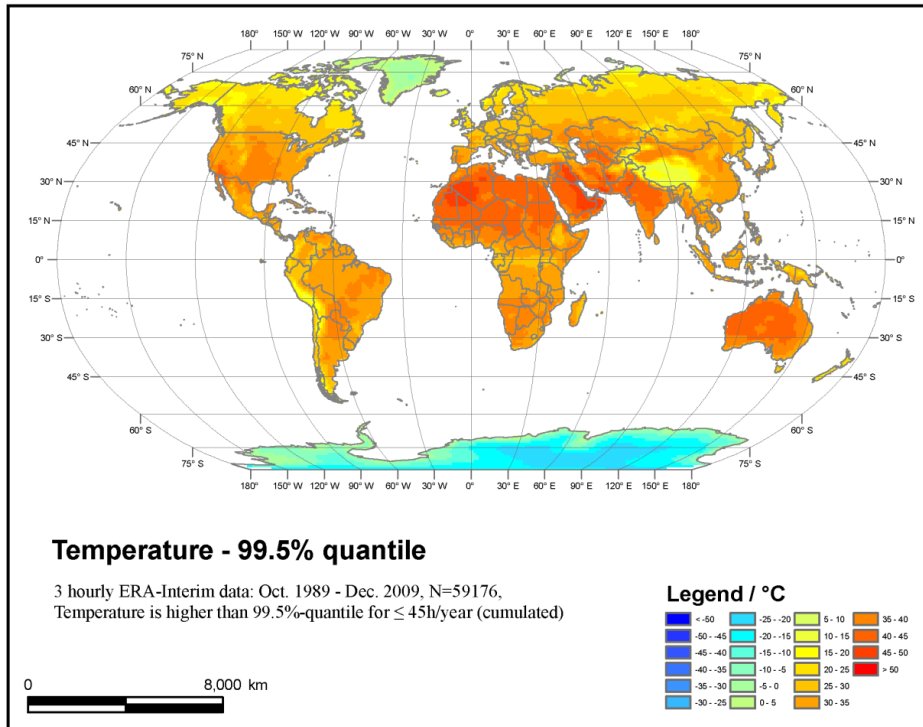 180° 150° W 120° W 90° W 60° W 30° W 0° 30° E 60° E 90° E 120° E 150° E 180°
75° N 75° N
60° N 60° N
45° N 45° N
30° N 30° N
15° N 15° N
0° 0°
15° S 15° S
30° S 30° S
45° S 45° S
60° S 60° S
75° S 75° S
180° 150° W 120° W 90° W 60° W 30° W 0° 30° E 60° E 90° E 120° E 150° E 180°
Temperature - 99.5% quantile
3 hourly ERA-Interim data: Oct. 1989 - Dec. 2009, N=59176,
Temperature is higher than 99.5%-quantile for ≤ 45h/year (cumulated)
0 8,000 km
Legend / °C
< -50 -25 - -20 5 - 10 35 - 40
-50 - -45 -20 - -15 10 - 15 40 - 45
-45 - -40 -15 - -10 15 - 20 45 - 50
-40 - -35 -10 - -5 20 - 25 > 50
-35 - -30 -5 - 0 25 - 30
-30 - -25 0 - 5 30 - 35